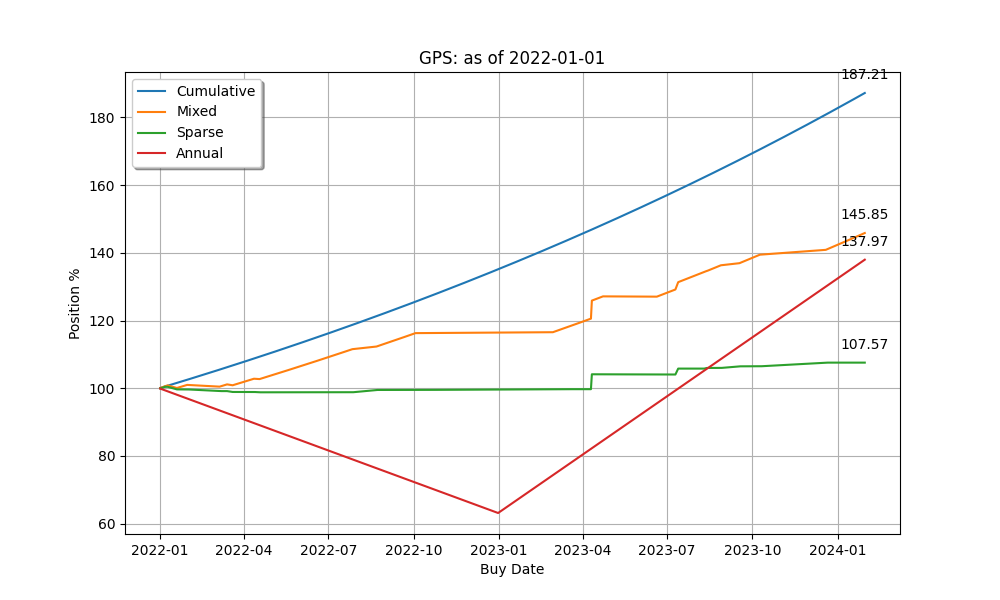 GPS: as of 2022-01-01
187.21
Cumulative
Mixed
Sparse
Annual
180
160
145.85
140
137.97
120
107.57
100
80
60
Position %
2022-01 2022-04 2022-07 2022-10 2023-01 2023-04 2023-07 2023-10 2024-01
Buy Date